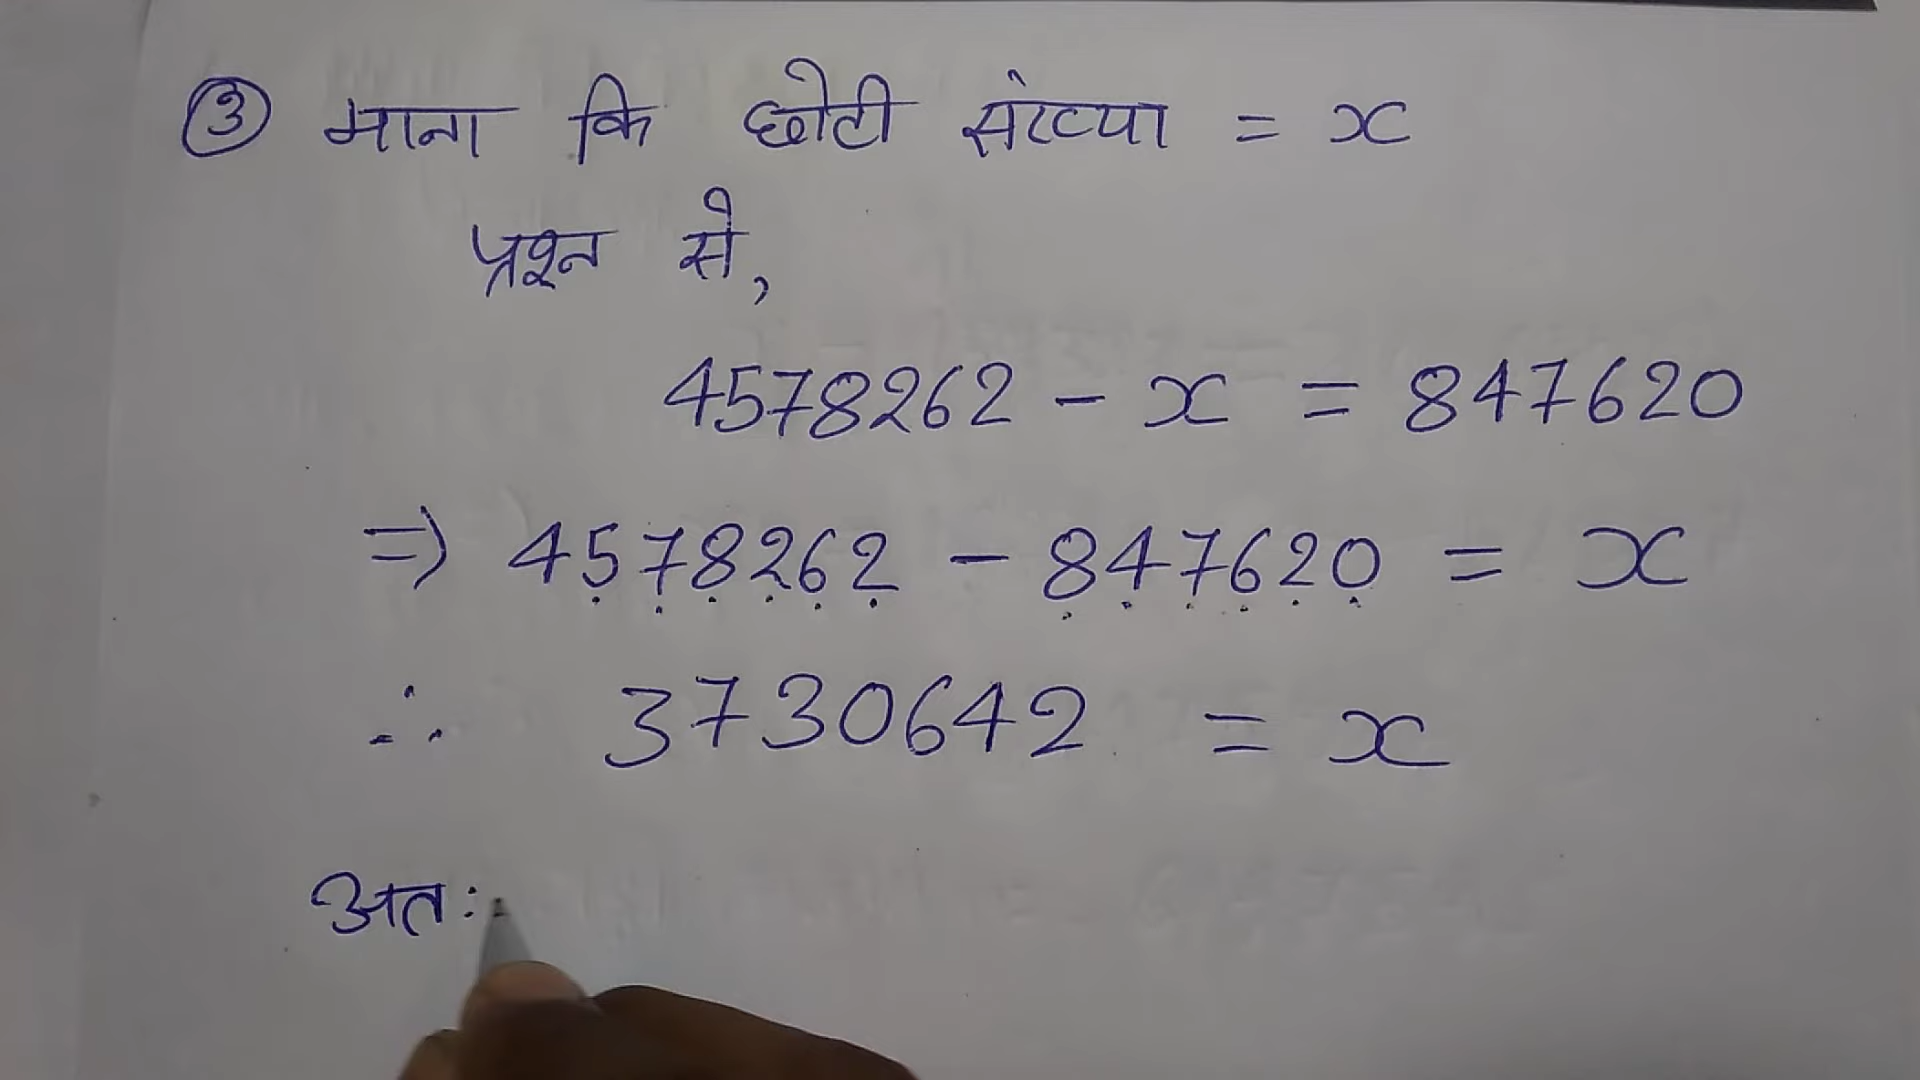 ③ माना कि छोटी संख्या = x
प्रश्न से,
4578262 - x = 847620
=) 4578262 - 847620 = x
∴ 3730642 = x
अतः